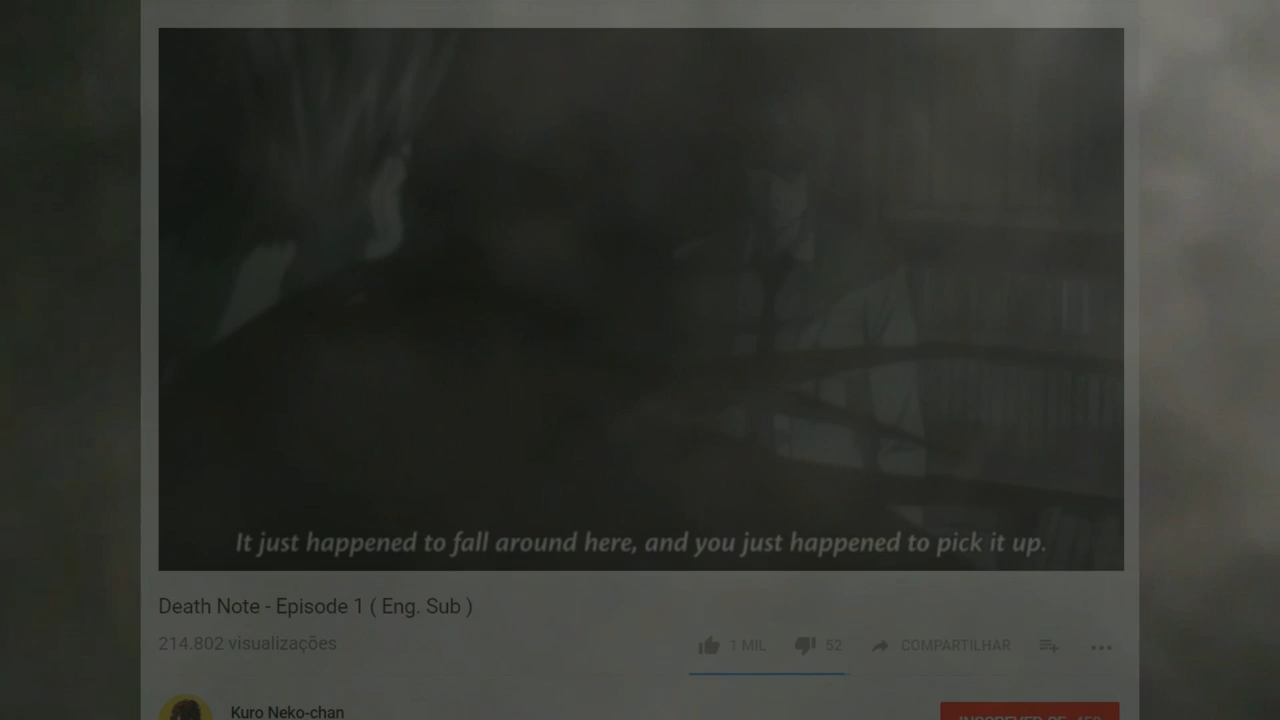 It just happened to fall around here, and you just happened to pick it up.
Death Note - Episode 1 ( Eng. Sub )
214.802 visualizações
1 MIL
52
COMPARTILHAR
Kuro Neko-chan